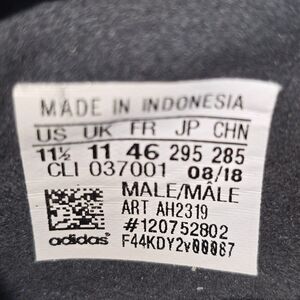 MADE IN INDONESIA
US UK FR JP CHN
11½ 11 46 295 285
CLI 037001 08/18
MALE/MÂLE
ART AH2319
#120752802
adidas F44KDY2v00087